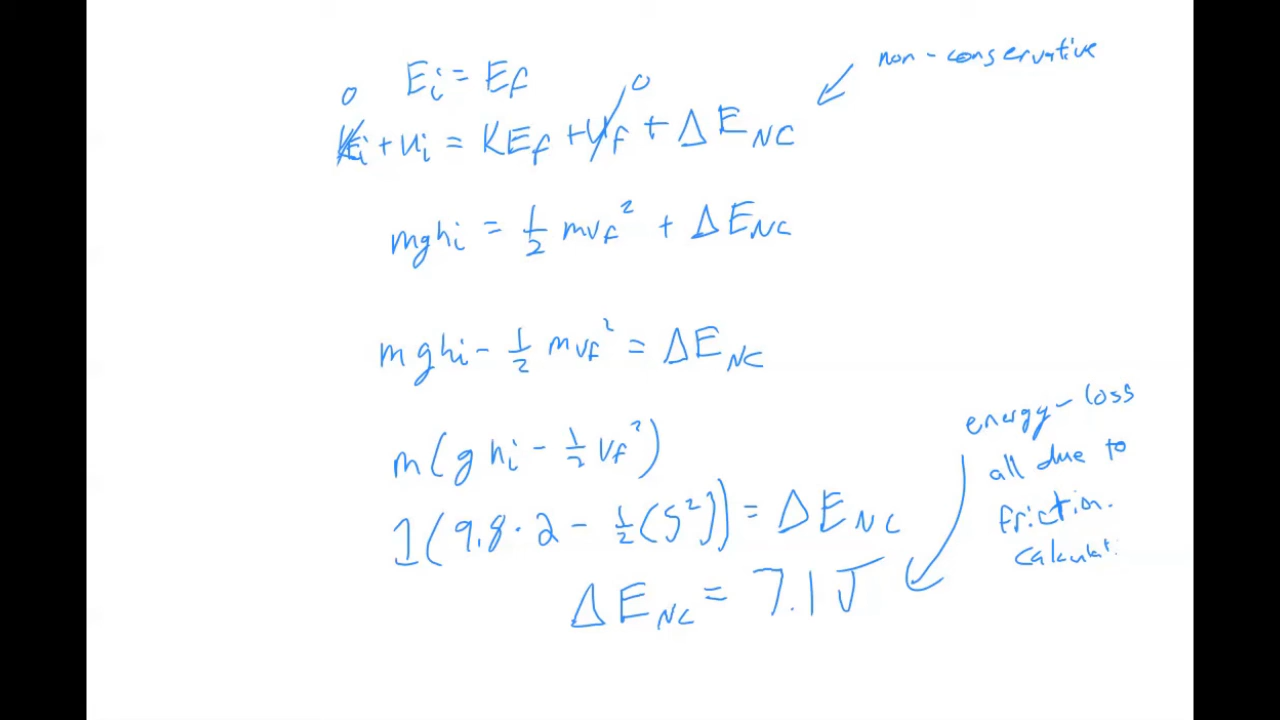 non-conservative
Ei = Ef
0 0
KEi + Ui = KEf + Uf + ΔENC
mghi = 1/2 mvf² + ΔENC
mghi - 1/2 mvf² = ΔENC
m(ghi - 1/2 vf²)
1(9.8·2 - 1/2(5²)) = ΔENC
ΔENC = 7.1 J
energy-loss
all due to
friction.
calculat